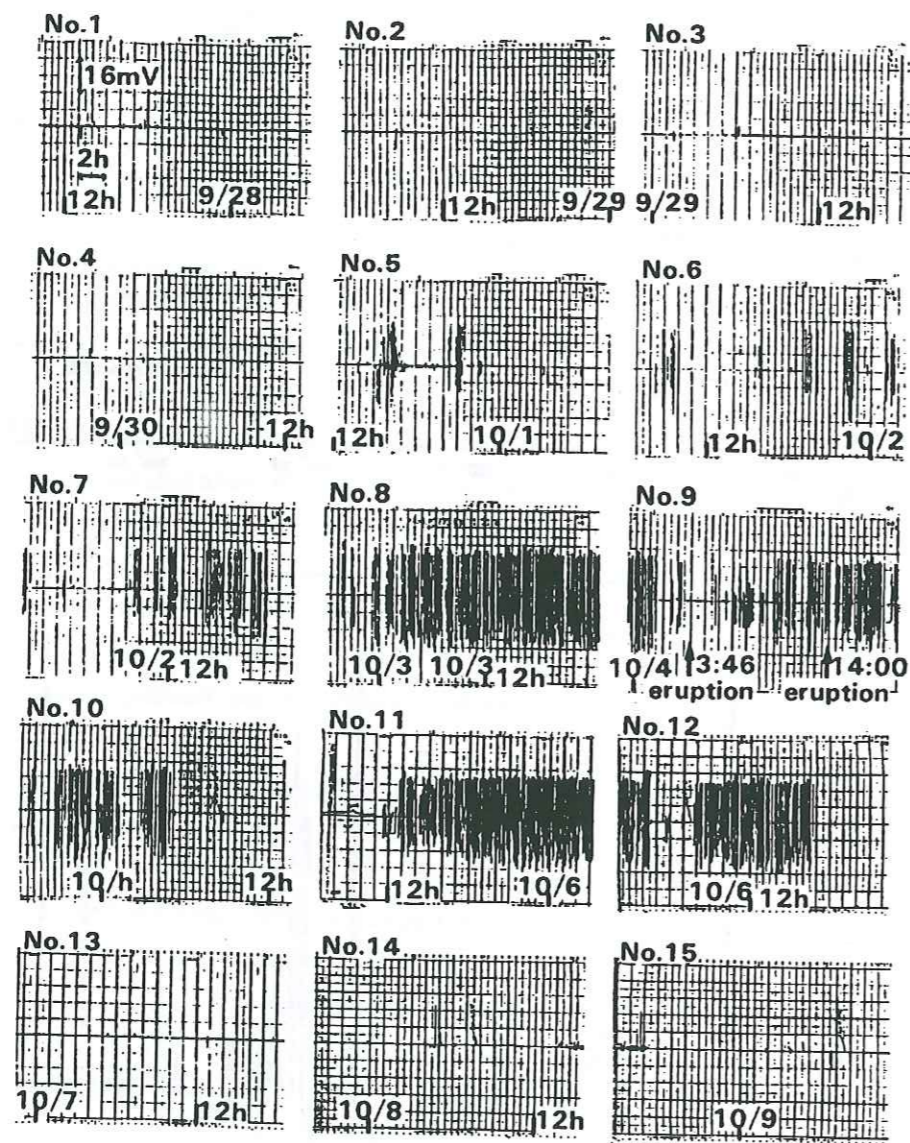 No.1
16mV
2h
12h 9/28
No.2
12h 9/29
No.3
9/29 12h
No.4
9/30 12h
No.5
12h 10/1
No.6
12h 10/2
No.7
10/2 12h
No.8
10/3 10/3 12h
No.9
10/4 13:46 14:00
eruption eruption
No.10
10/h 12h
No.11
12h 10/6
No.12
10/6 12h
No.13
10/7 12h
No.14
10/8 12h
No.15
10/9